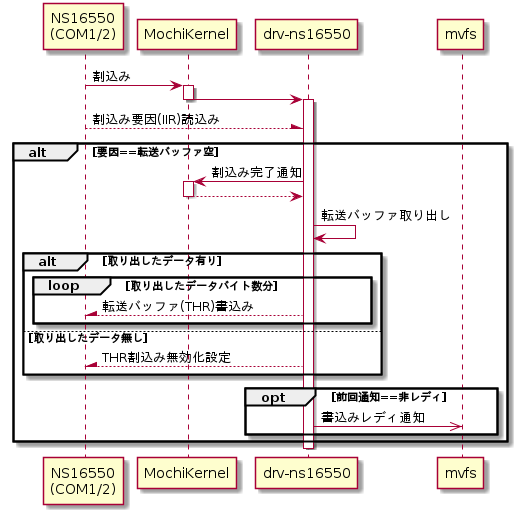 NS16550
(COM1/2)
MochiKernel
drv-ns16550
mvfs
割込み
割込み要因(IIR)読込み
alt
[要因==転送バッファ空]
割込み完了通知
転送バッファ取り出し
alt
[取り出したデータ有り]
loop
[取り出したデータバイト数分]
転送バッファ(THR)書込み
[取り出したデータ無し]
THR割込み無効化設定
opt
[前回通知==非レディ]
書込みレディ通知
NS16550
(COM1/2)
MochiKernel
drv-ns16550
mvfs